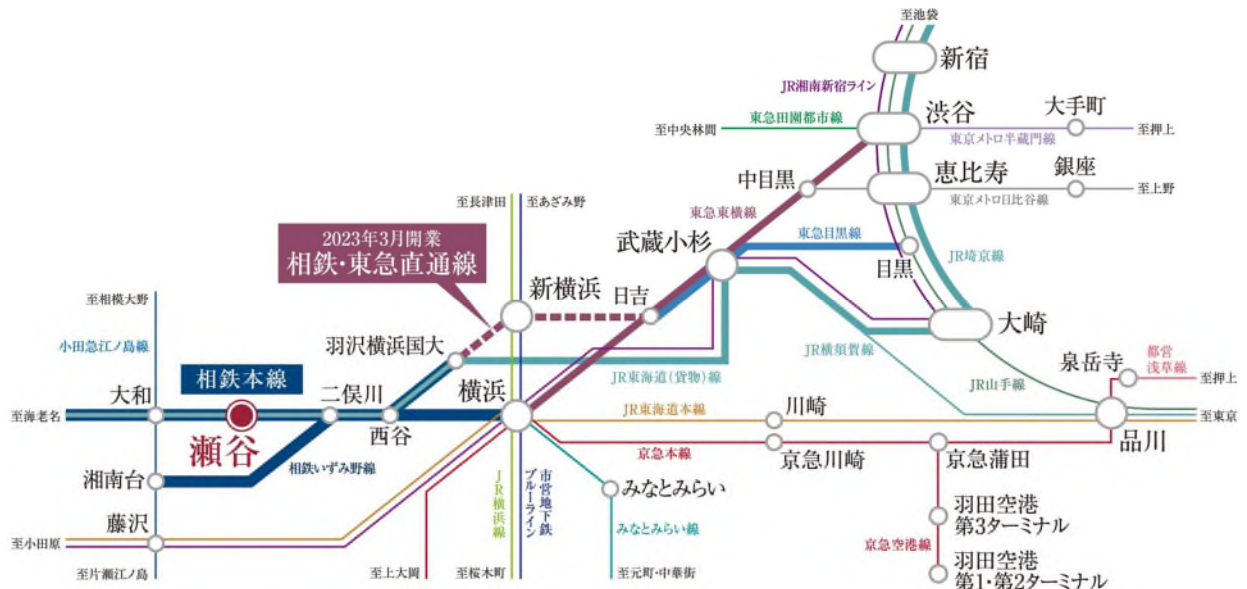 至池袋
新宿
JR湘南新宿ライン
渋谷
大手町
東急田園都市線
至中央林間
東京メトロ半蔵門線
至押上
恵比寿
銀座
中目黒
東京メトロ日比谷線
至上野
至長津田
至あざみ野
東急東横線
2023年3月開業
相鉄・東急直通線
武蔵小杉
東急目黒線
目黒
JR埼京線
新横浜
日吉
大崎
至相模大野
小田急江ノ島線
羽沢横浜国大
JR東海道(貨物)線
JR横須賀線
泉岳寺
都営
浅草線
至押上
相鉄本線
大和
二俣川
横浜
JR山手線
至海老名
瀬谷
西谷
JR東海道本線
川崎
至東京
品川
京急本線
京急川崎
京急蒲田
相鉄いずみ野線
湘南台
JR横浜線
市営地下鉄
ブルーライン
みなとみらい
藤沢
みなとみらい線
羽田空港
第3ターミナル
至小田原
京急空港線
至片瀬江ノ島
至上大岡
至桜木町
至元町・中華街
羽田空港
第1・第2ターミナル